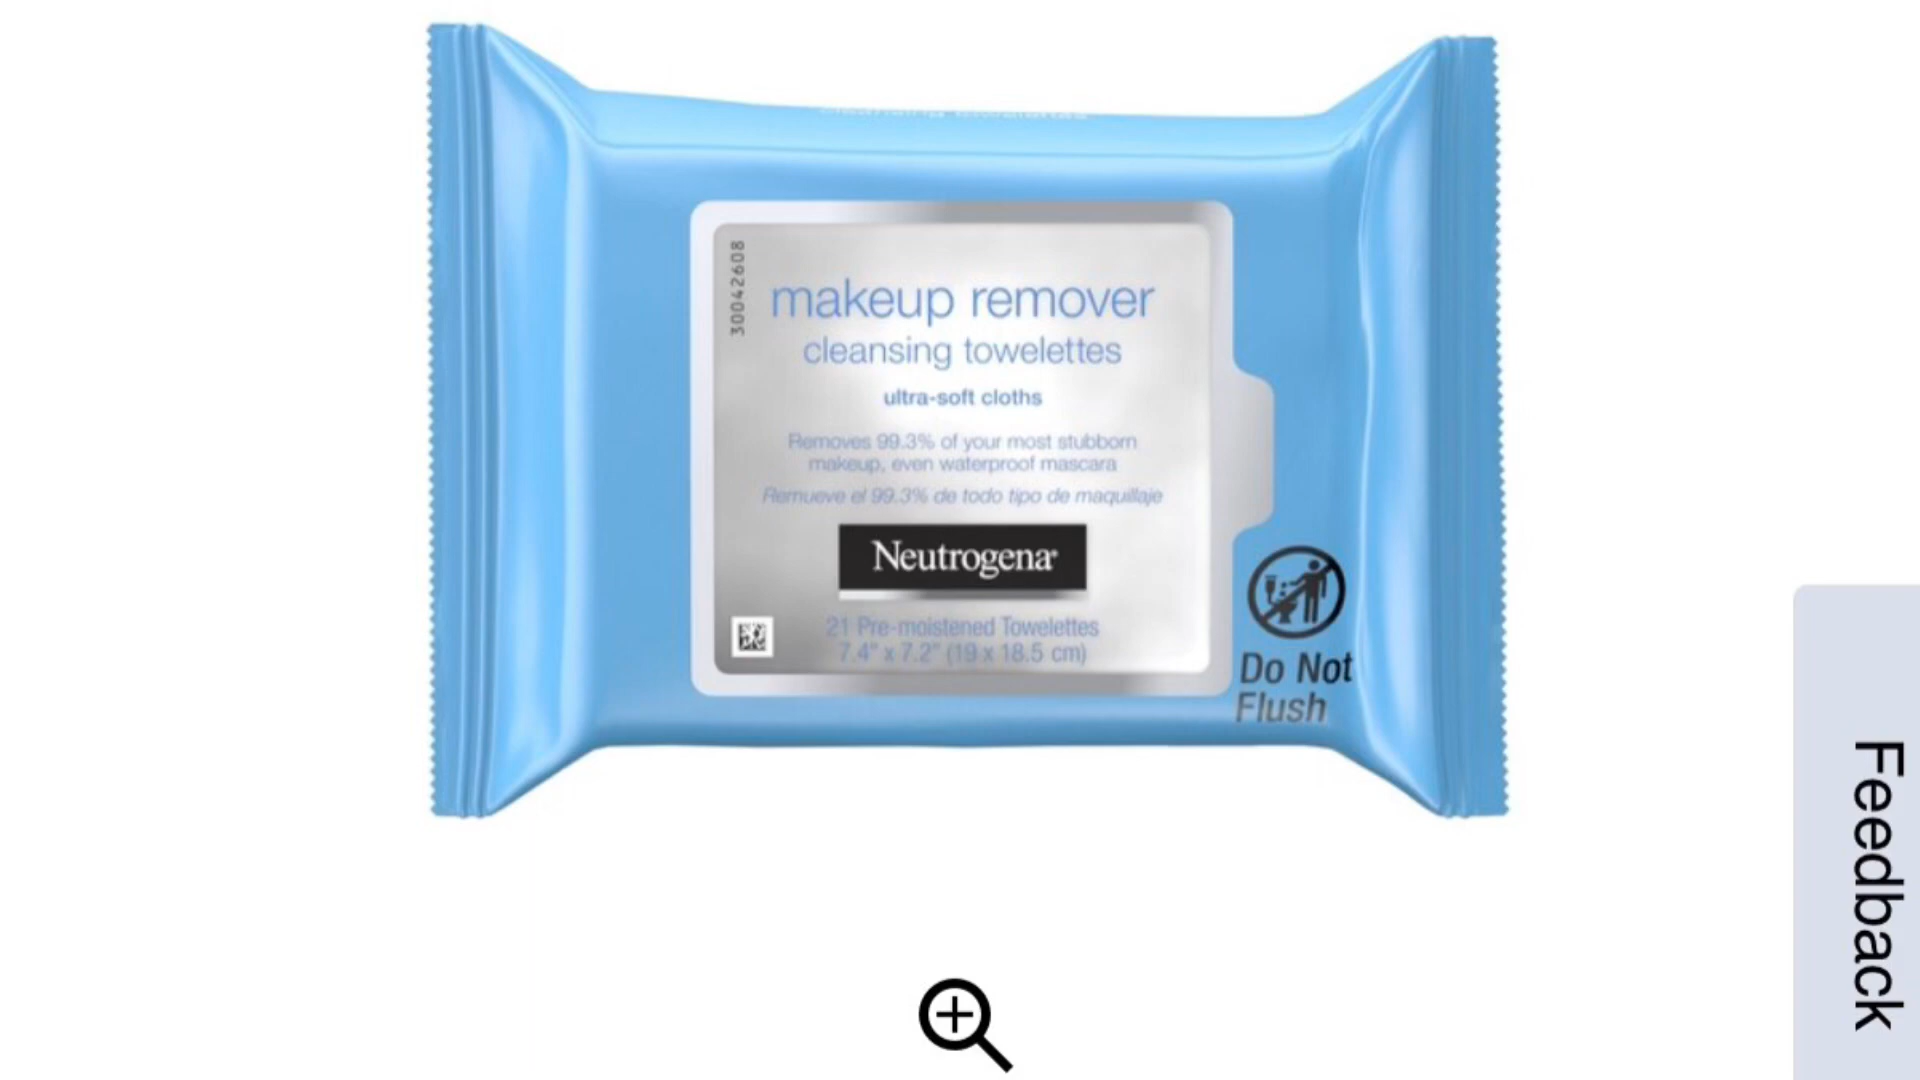 30042608
makeup remover
cleansing towelettes
ultra-soft cloths
Removes 99.3% of your most stubborn
makeup, even waterproof mascara
Remueve el 99.3% de todo tipo de maquillaje
Neutrogena®
21 Pre-moistened Towelettes
7.4" x 7.2" (19 x 18.5 cm)
Do Not
Flush
Feedback